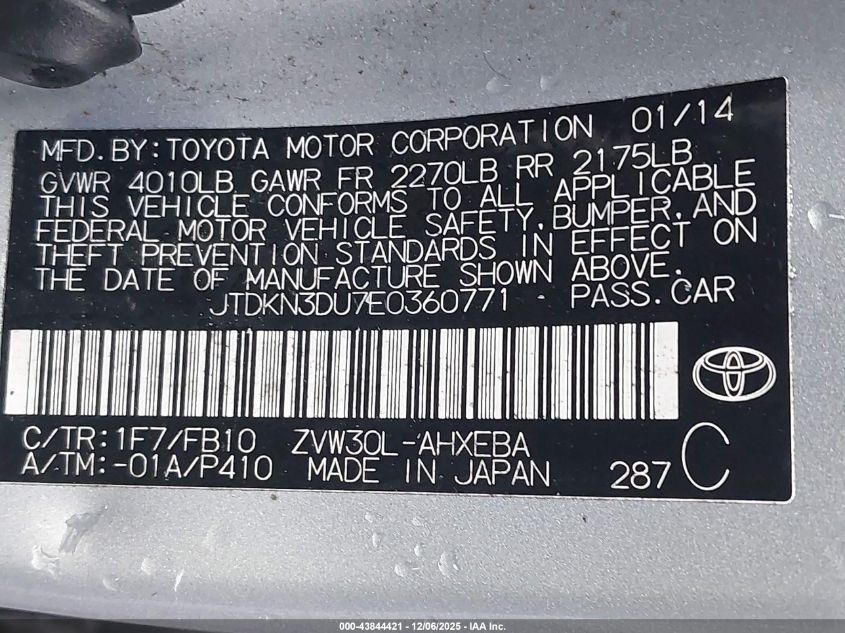 MFD. BY: TOYOTA MOTOR CORPORATION 01/14
GVWR 4010LB GAWR FR 2270LB RR 2175LB
THIS VEHICLE CONFORMS TO ALL APPLICABLE
FEDERAL MOTOR VEHICLE SAFETY, BUMPER, AND
THEFT PREVENTION STANDARDS IN EFFECT ON
THE DATE OF MANUFACTURE SHOWN ABOVE.
JTDKN3DU7E0360771 PASS. CAR
C/TR: 1F7/FB10 ZVW30L-AHXEBA
A/TM: -01A/P410 MADE IN JAPAN 287 C
000-43844421 - 12/06/2025 - IAA Inc.